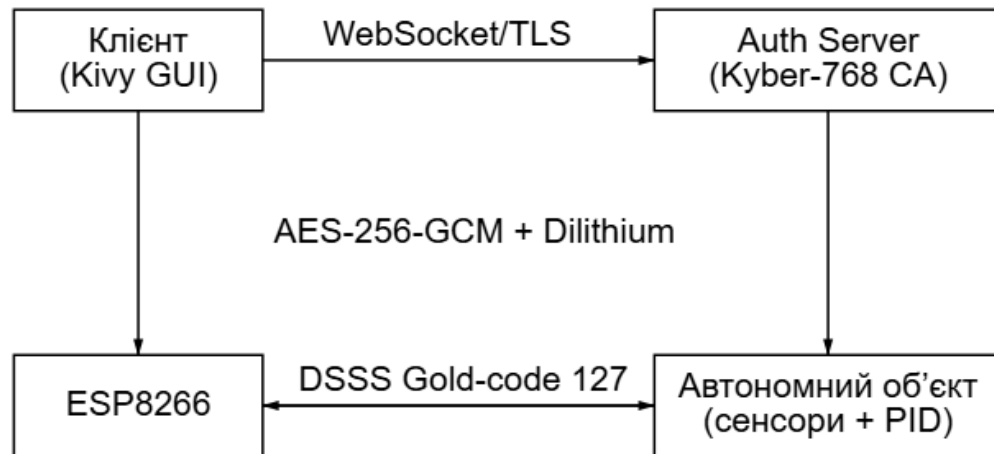 Клієнт
(Kivy GUI)
WebSocket/TLS
Auth Server
(Kyber-768 CA)
AES-256-GCM + Dilithium
ESP8266
DSSS Gold-code 127
Автономний об’єкт
(сенсори + PID)